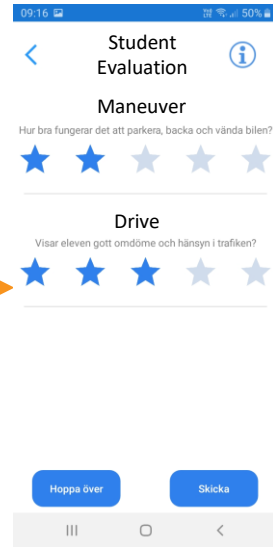 09:16 50%
Student
Evaluation
Maneuver
Hur bra fungerar det att parkera, backa och vända bilen?
Drive
Visar eleven gott omdöme och hänsyn i trafiken?
Hoppa över Skicka